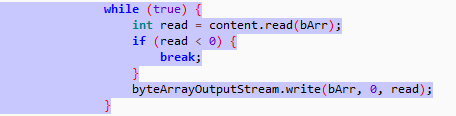 while (true) {
int read = content.read(bArr);
if (read < 0) {
break;
}
byteArrayOutputStream.write(bArr, 0, read);
}